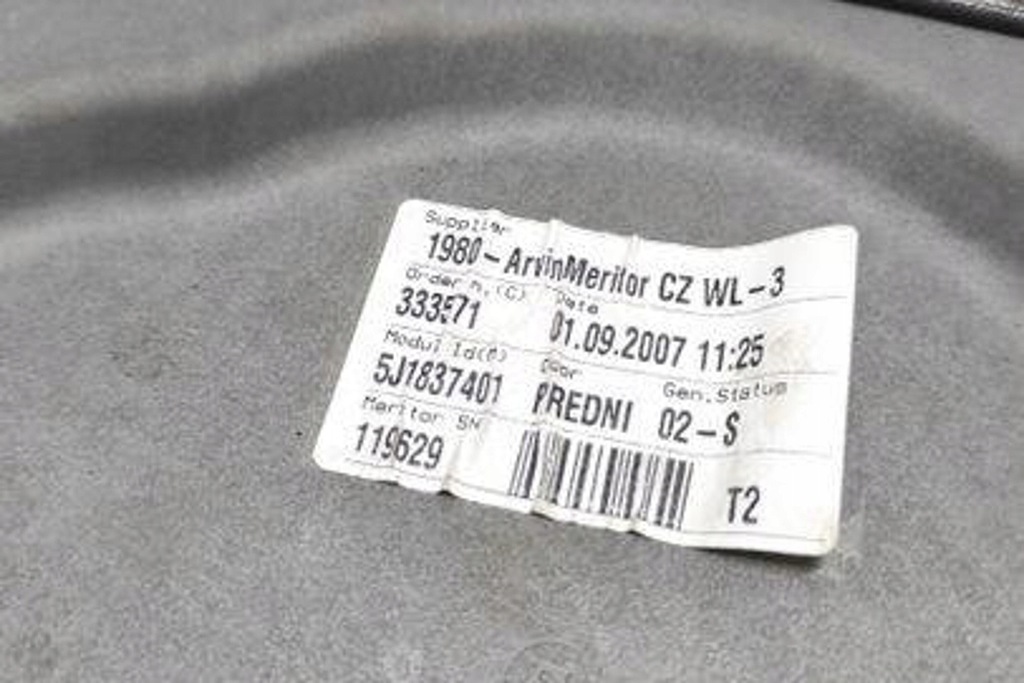 Supplier
1980 - ArvinMeritor CZ WL - 3
Order n.(C) Date
333571 01.09.2007 11:25
Modul Id(P) Door Gen.Status
5J1837401 PREDNI 02 - S
Meritor SN
119629 T2